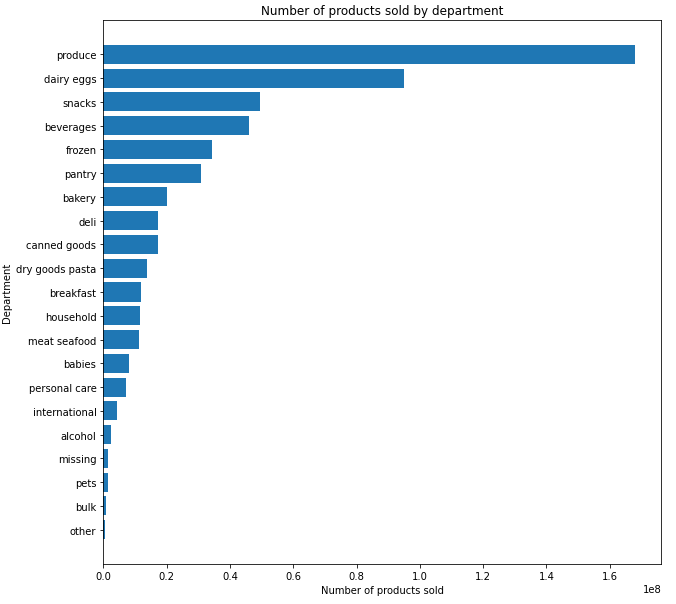 Number of products sold by department
produce
dairy eggs
snacks
beverages
frozen
pantry
bakery
deli
canned goods
dry goods pasta
breakfast
household
meat seafood
babies
personal care
international
alcohol
missing
pets
bulk
other
Department
0.0 0.2 0.4 0.6 0.8 1.0 1.2 1.4 1.6
1e8
Number of products sold